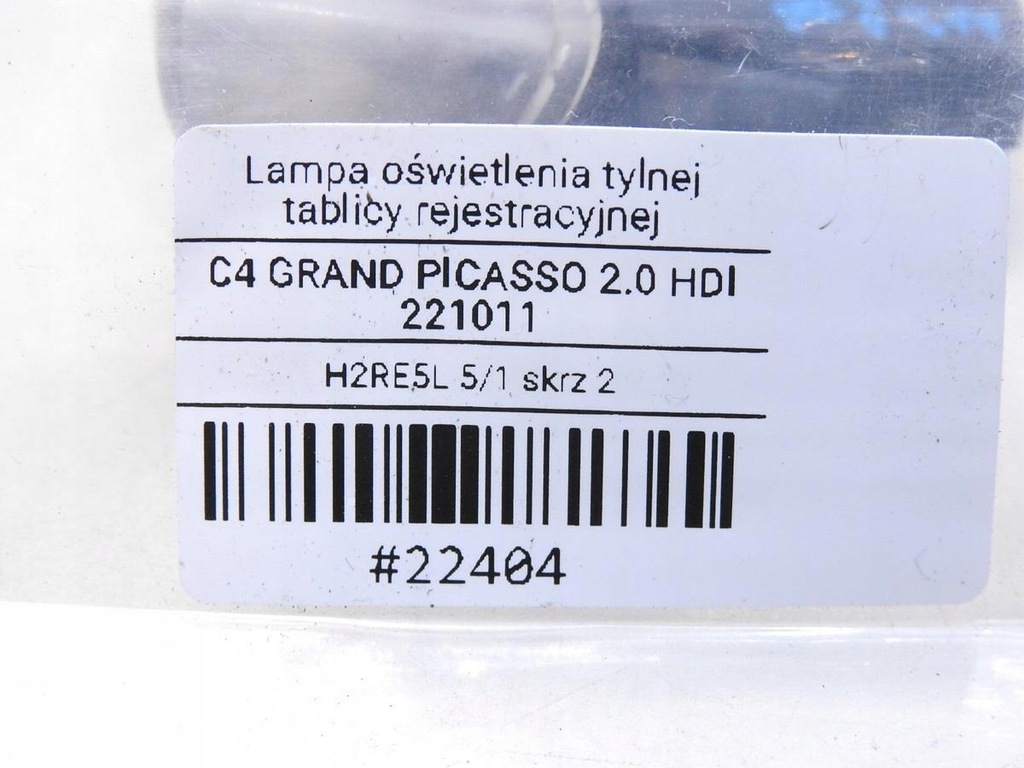 Lampa oświetlenia tylnej
tablicy rejestracyjnej
C4 GRAND PICASSO 2.0 HDI
221011
H2RE5L 5/1 skrz 2
#22404